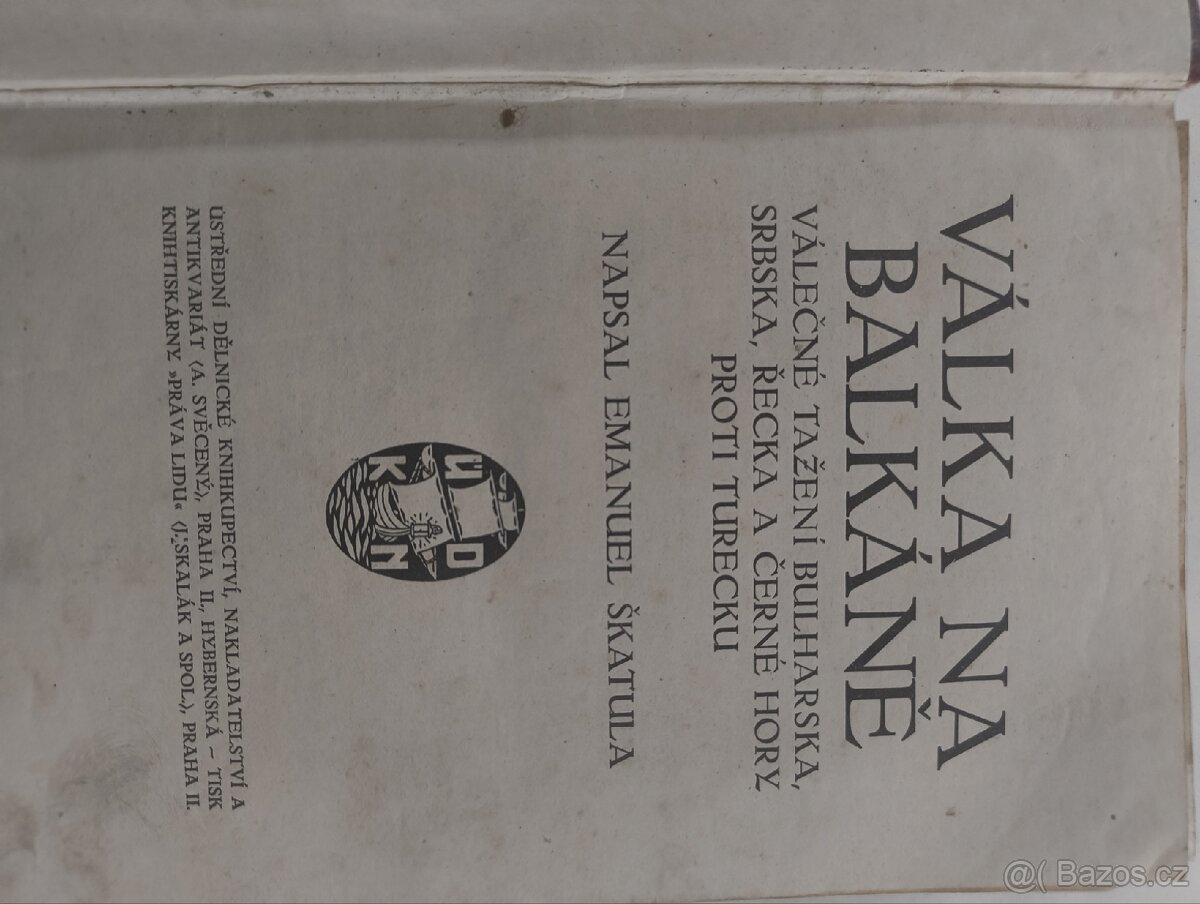 VÁLKA NA
BALKÁNĚ
VÁLEČNÉ TAŽENÍ BULHARSKA,
SRBSKA, ŘECKA A ČERNÉ HORY
PROTI TURECKU
NAPSAL EMANUEL ŠKATULA
Ú D
K N
ÚSTŘEDNÍ DĚLNICKÉ KNIHKUPECTVÍ, NAKLADATELSTVÍ A
ANTIKVARIÁT (A. SVĚCENÝ), PRAHA II., HYBERNSKÁ – TISK
KNIHTISKÁRNY »PRÁVA LIDU« (J. SKALÁK A SPOL.), PRAHA II.
@( Bazos.cz